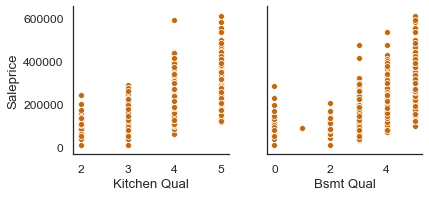 600000
400000
200000
0
Saleprice
2 3 4 5
Kitchen Qual
0 2 4
Bsmt Qual